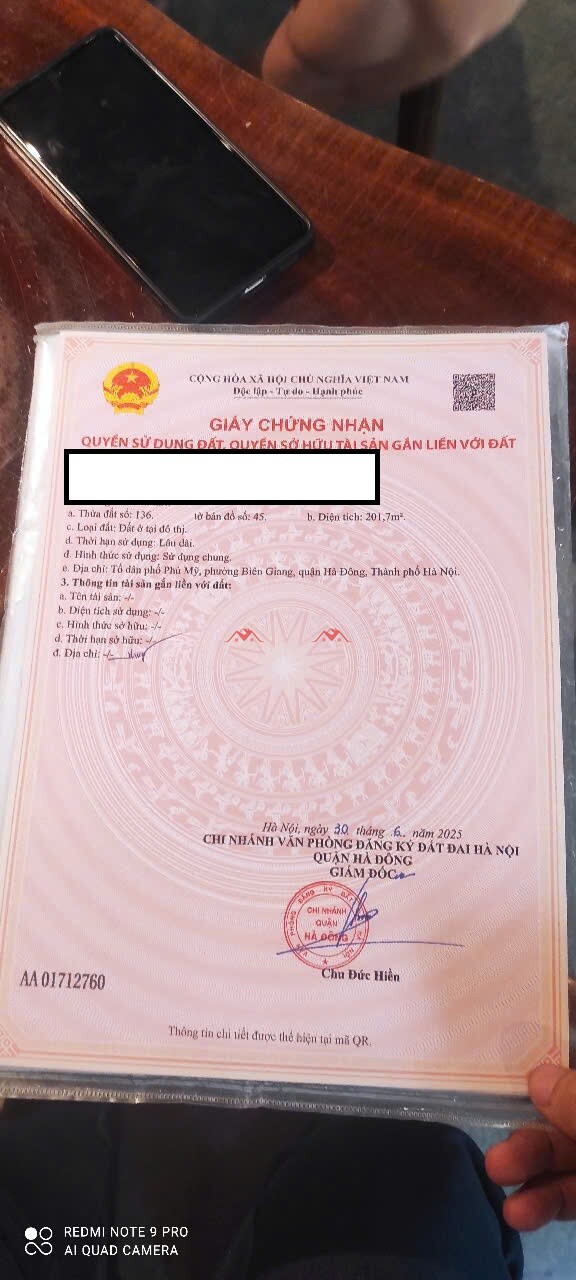 CỘNG HÒA XÃ HỘI CHỦ NGHĨA VIỆT NAM
Độc lập - Tự do - Hạnh phúc
GIẤY CHỨNG NHẬN
QUYỀN SỬ DỤNG ĐẤT, QUYỀN SỞ HỮU TÀI SẢN GẮN LIỀN VỚI ĐẤT
a. Thửa đất số: 136. tờ bản đồ số: 45. b. Diện tích: 201,7m².
c. Loại đất: Đất ở tại đô thị.
d. Thời hạn sử dụng: Lâu dài.
đ. Hình thức sử dụng: Sử dụng chung.
e. Địa chỉ: Tổ dân phố Phú Mỹ, phường Biên Giang, quận Hà Đông, Thành phố Hà Nội.
3. Thông tin tài sản gắn liền với đất:
a. Tên tài sản: -/-
b. Diện tích sử dụng: -/-
c. Hình thức sở hữu: -/-
d. Thời hạn sở hữu: -/-
đ. Địa chỉ: -/-
Hà Nội, ngày 30 tháng 6 năm 2025
CHI NHÁNH VĂN PHÒNG ĐĂNG KÝ ĐẤT ĐAI HÀ NỘI
QUẬN HÀ ĐÔNG
GIÁM ĐỐC
VĂN PHÒNG ĐĂNG KÝ ĐẤT
CHI NHÁNH
QUẬN
HÀ ĐÔNG
Chu Đức Hiền
AA 01712760
Thông tin chi tiết được thể hiện tại mã QR.
REDMI NOTE 9 PRO
AI QUAD CAMERA